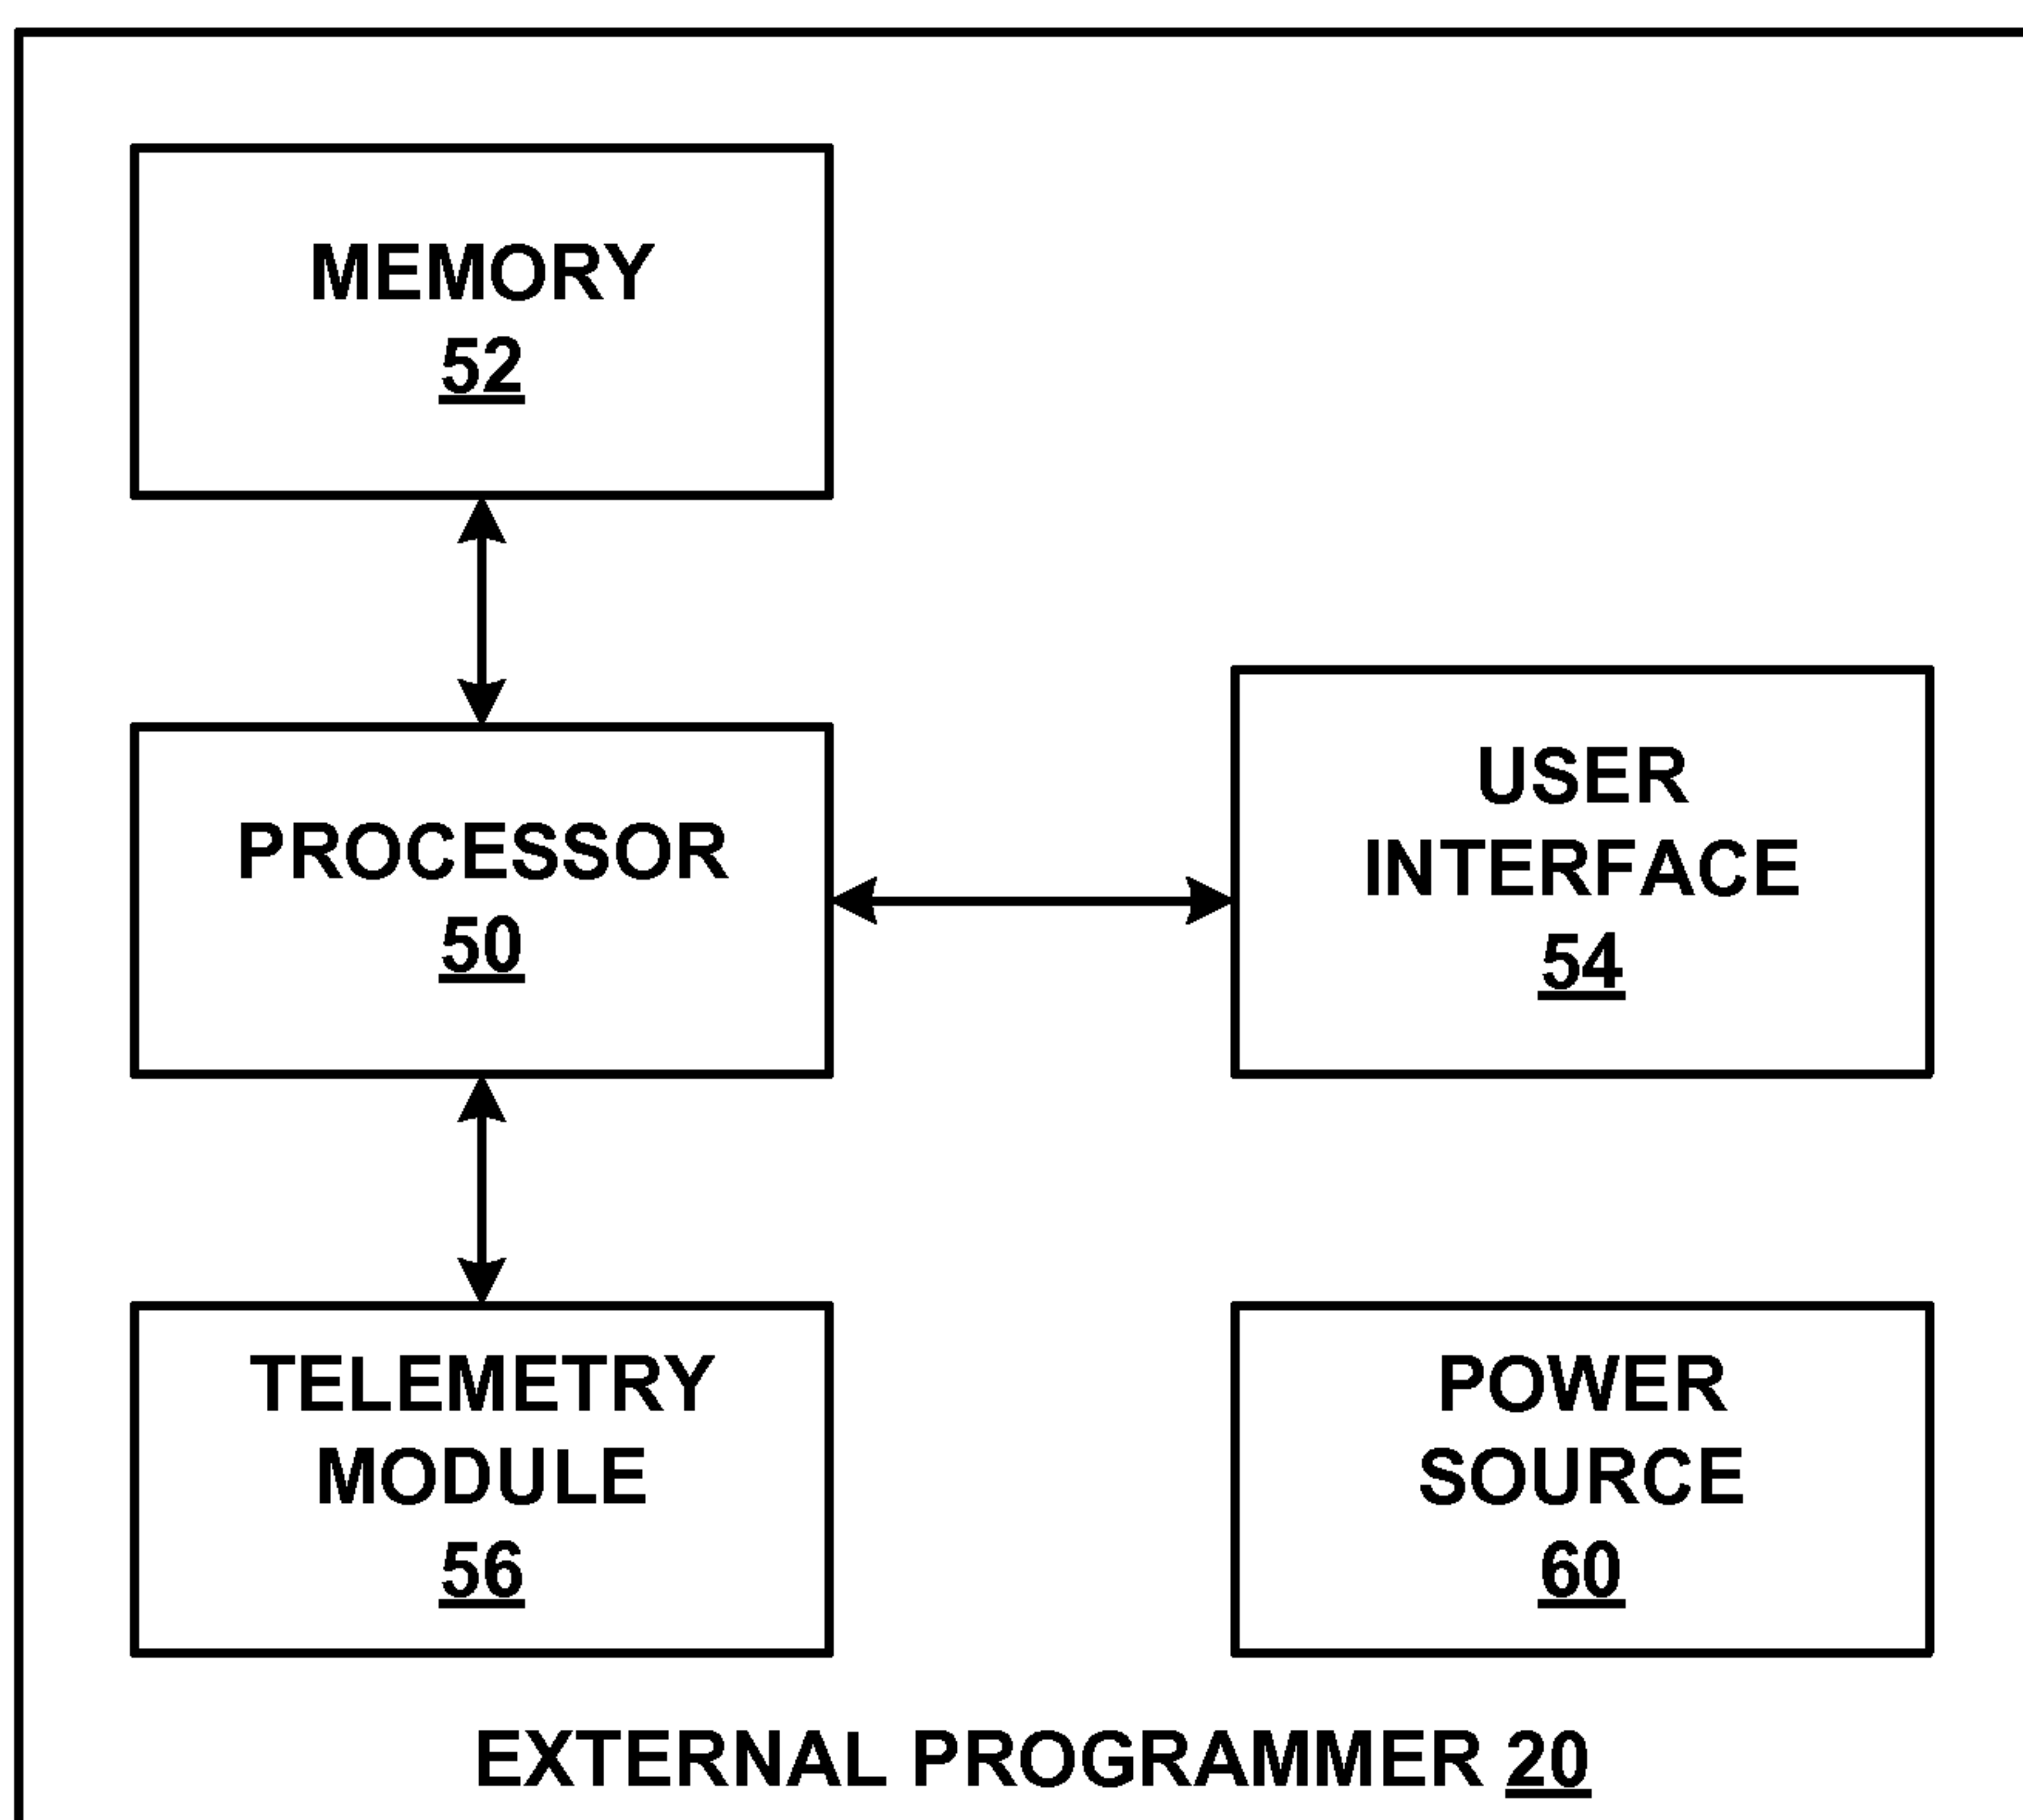 MEMORY
52
PROCESSOR
50
USER
INTERFACE
54
TELEMETRY
MODULE
56
POWER
SOURCE
60
EXTERNAL PROGRAMMER 20